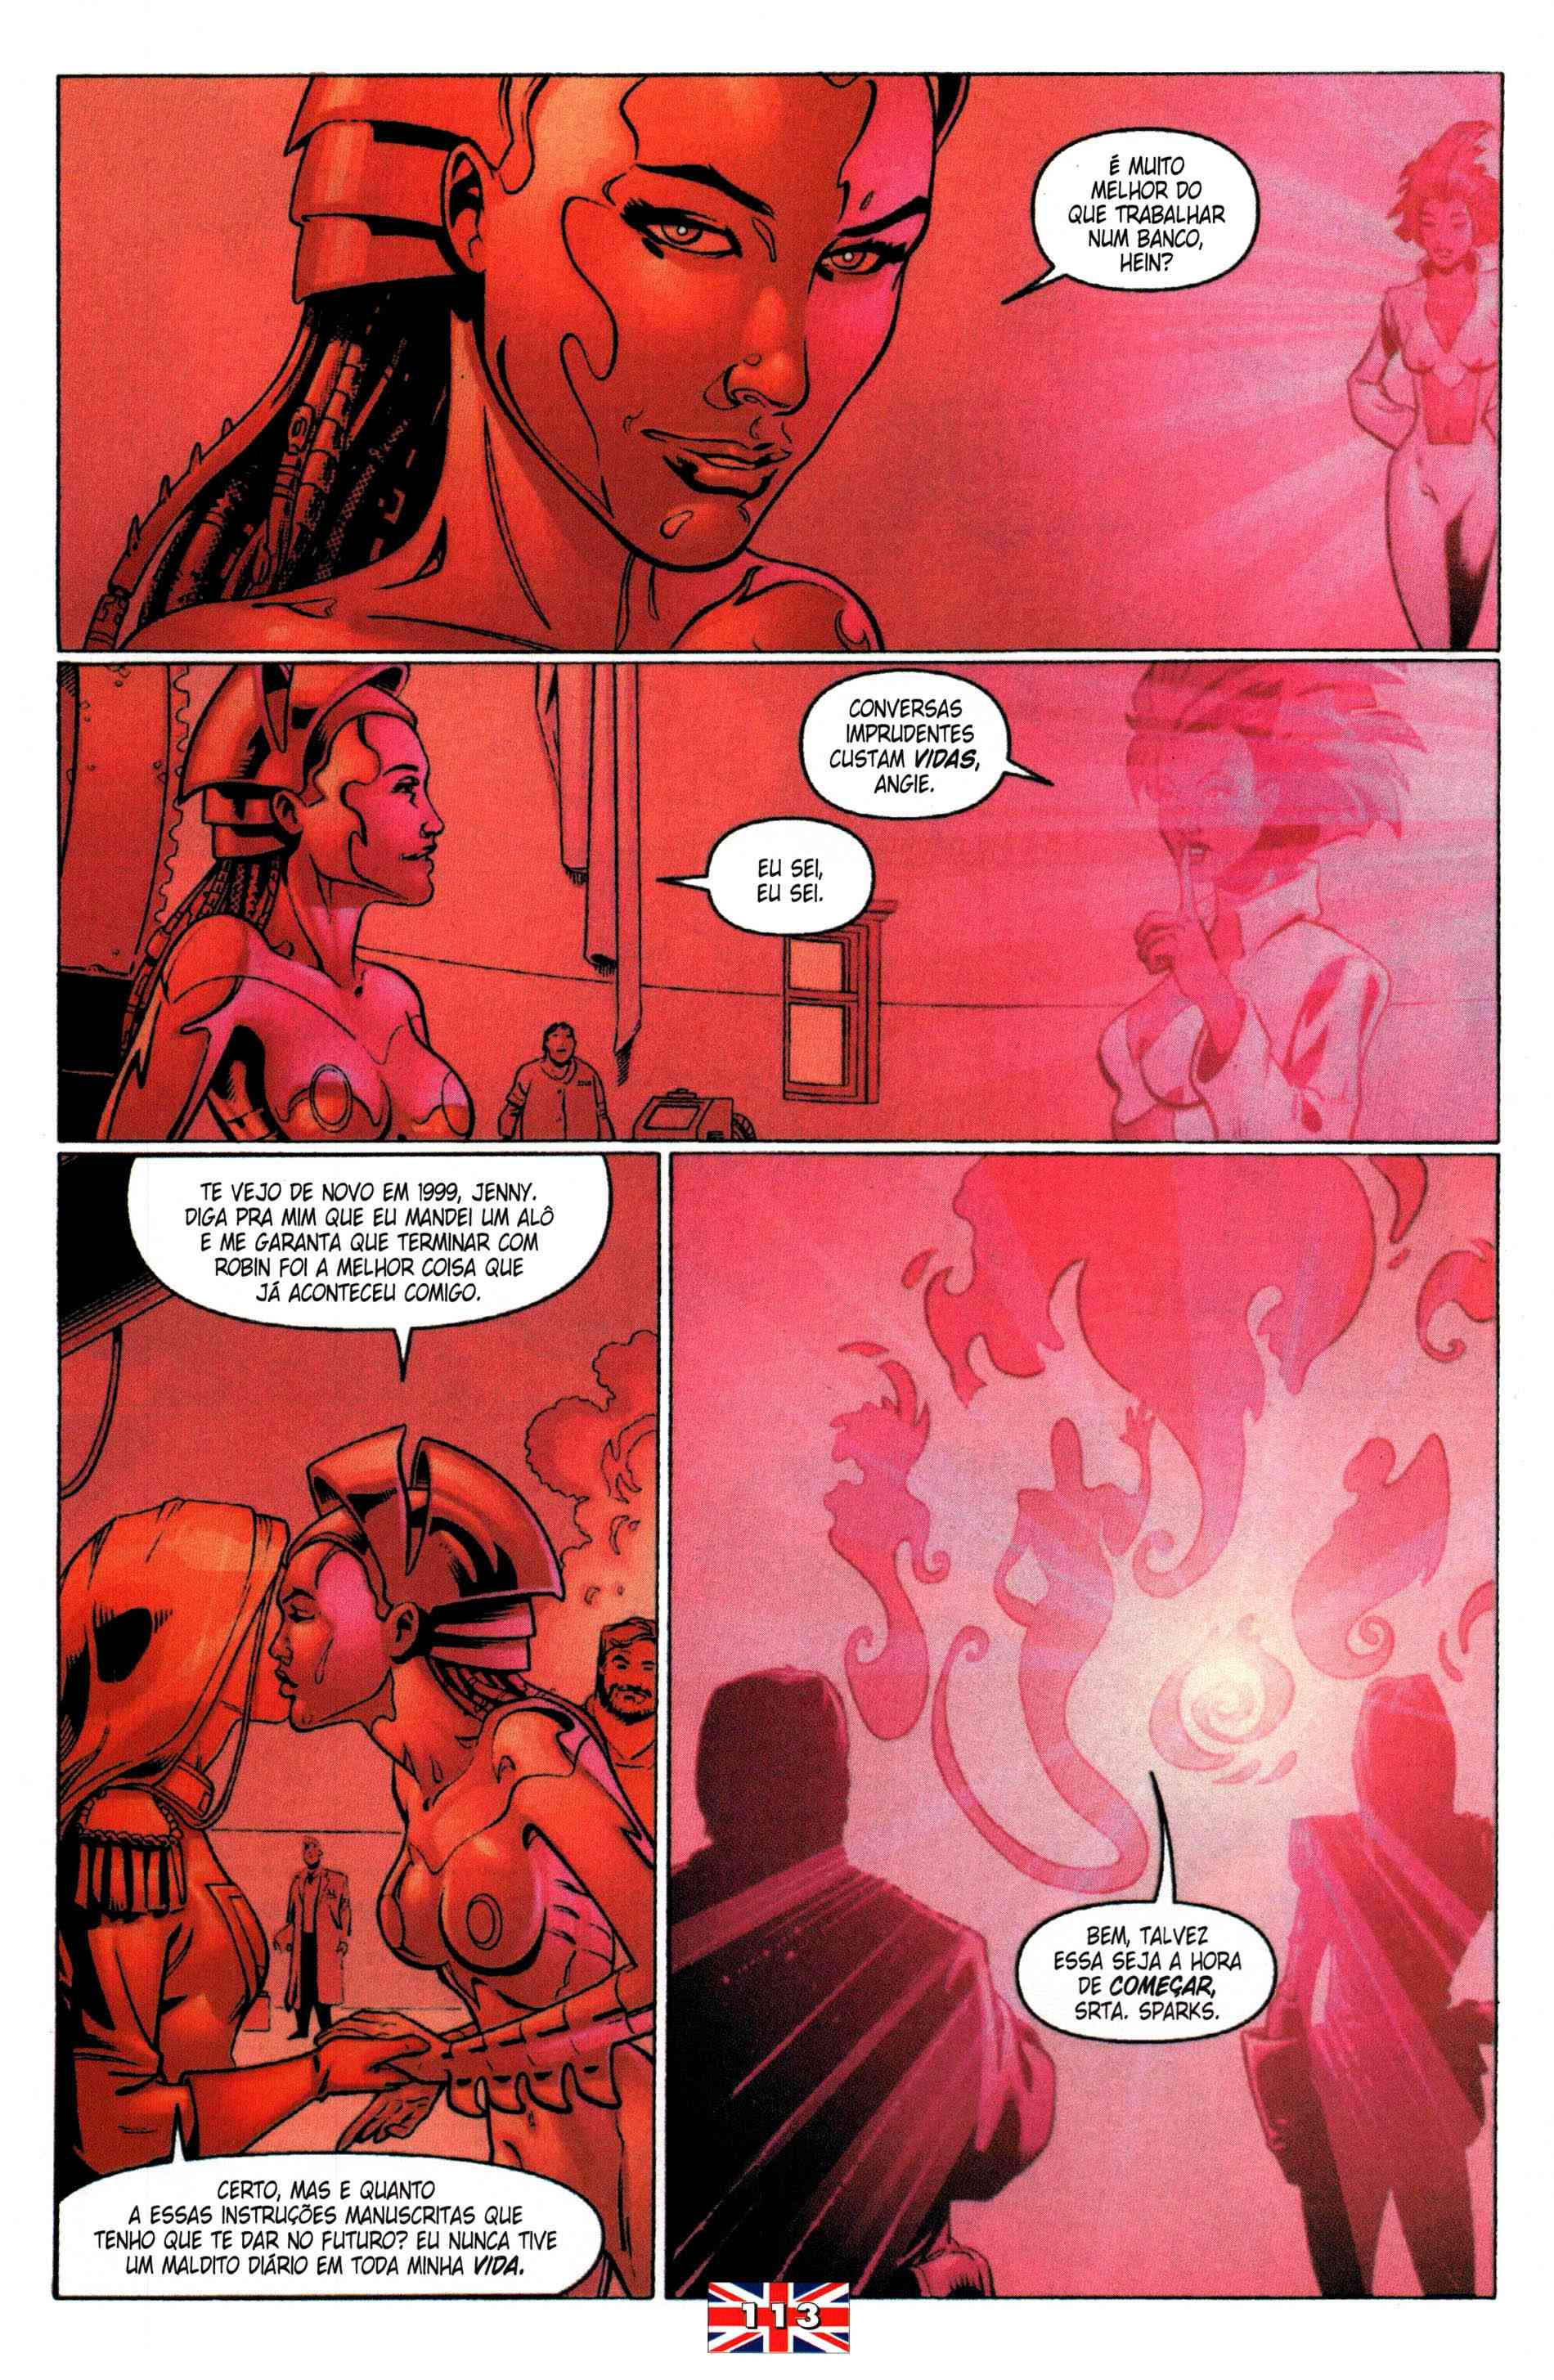 É MUITO
MELHOR DO
QUE TRABALHAR
NUM BANCO,
HEIN?
CONVERSAS
IMPRUDENTES
CUSTAM VIDAS,
ANGIE.
EU SEI,
EU SEI.
TE VEJO DE NOVO EM 1999, JENNY.
DIGA PRA MIM QUE EU MANDEI UM ALÔ
E ME GARANTA QUE TERMINAR COM
ROBIN FOI A MELHOR COISA QUE
JÁ ACONTECEU COMIGO.
CERTO, MAS E QUANTO
A ESSAS INSTRUÇÕES MANUSCRITAS QUE
TENHO QUE TE DAR NO FUTURO? EU NUNCA TIVE
UM MALDITO DIÁRIO EM TODA MINHA VIDA.
BEM, TALVEZ
ESSA SEJA A HORA
DE COMEÇAR,
SRTA. SPARKS.
113